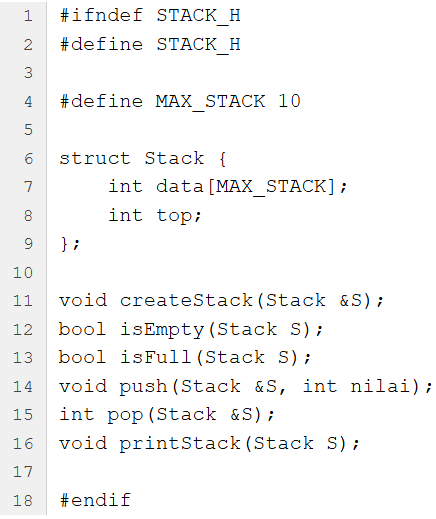 1 #ifndef STACK_H
2 #define STACK_H
3
4 #define MAX_STACK 10
5
6 struct Stack {
7     int data[MAX_STACK];
8     int top;
9 };
10
11 void createStack(Stack &S);
12 bool isEmpty(Stack S);
13 bool isFull(Stack S);
14 void push(Stack &S, int nilai);
15 int pop(Stack &S);
16 void printStack(Stack S);
17
18 #endif